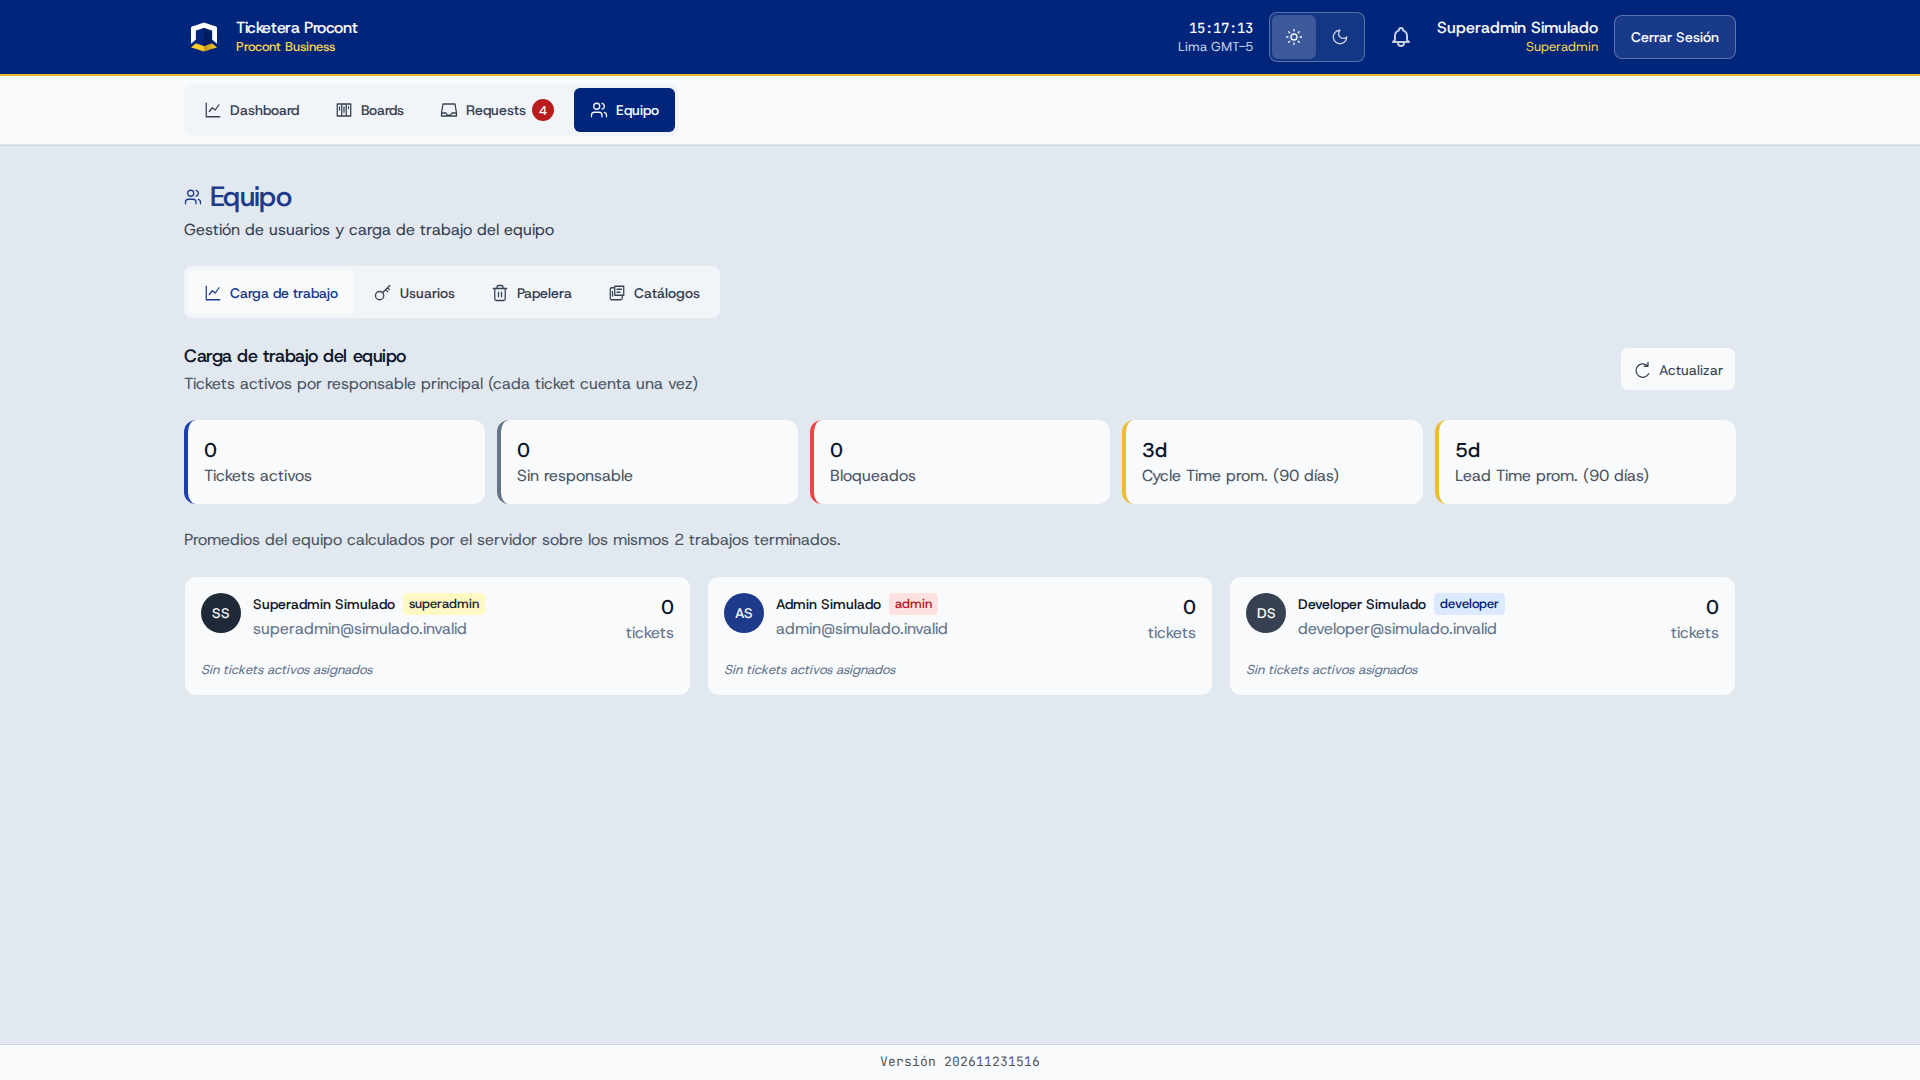 Ticketera Procont
Procont Business
15:17:13
Lima GMT-5
Superadmin Simulado
Superadmin
Cerrar Sesión
Dashboard
Boards
Requests 4
Equipo
Equipo
Gestión de usuarios y carga de trabajo del equipo
Carga de trabajo
Usuarios
Papelera
Catálogos
Carga de trabajo del equipo
Tickets activos por responsable principal (cada ticket cuenta una vez)
Actualizar
0
Tickets activos
0
Sin responsable
0
Bloqueados
3d
Cycle Time prom. (90 días)
5d
Lead Time prom. (90 días)
Promedios del equipo calculados por el servidor sobre los mismos 2 trabajos terminados.
SS
Superadmin Simulado superadmin
superadmin@simulado.invalid
0
tickets
Sin tickets activos asignados
AS
Admin Simulado admin
admin@simulado.invalid
0
tickets
Sin tickets activos asignados
DS
Developer Simulado developer
developer@simulado.invalid
0
tickets
Sin tickets activos asignados
Versión 202611231516